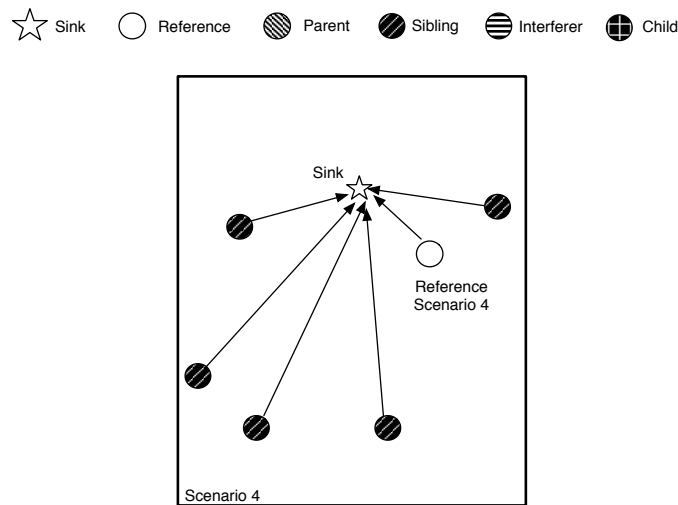 Sink Reference Parent Sibling Interferer Child
Sink
Reference
Scenario 4
Scenario 4